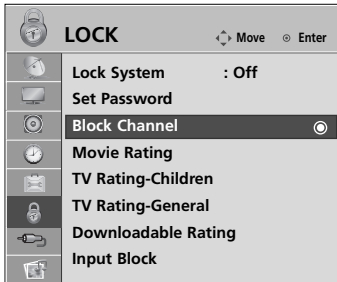 LOCK
Move Enter
Lock System : Off
Set Password
Block Channel
Movie Rating
TV Rating-Children
TV Rating-General
Downloadable Rating
Input Block